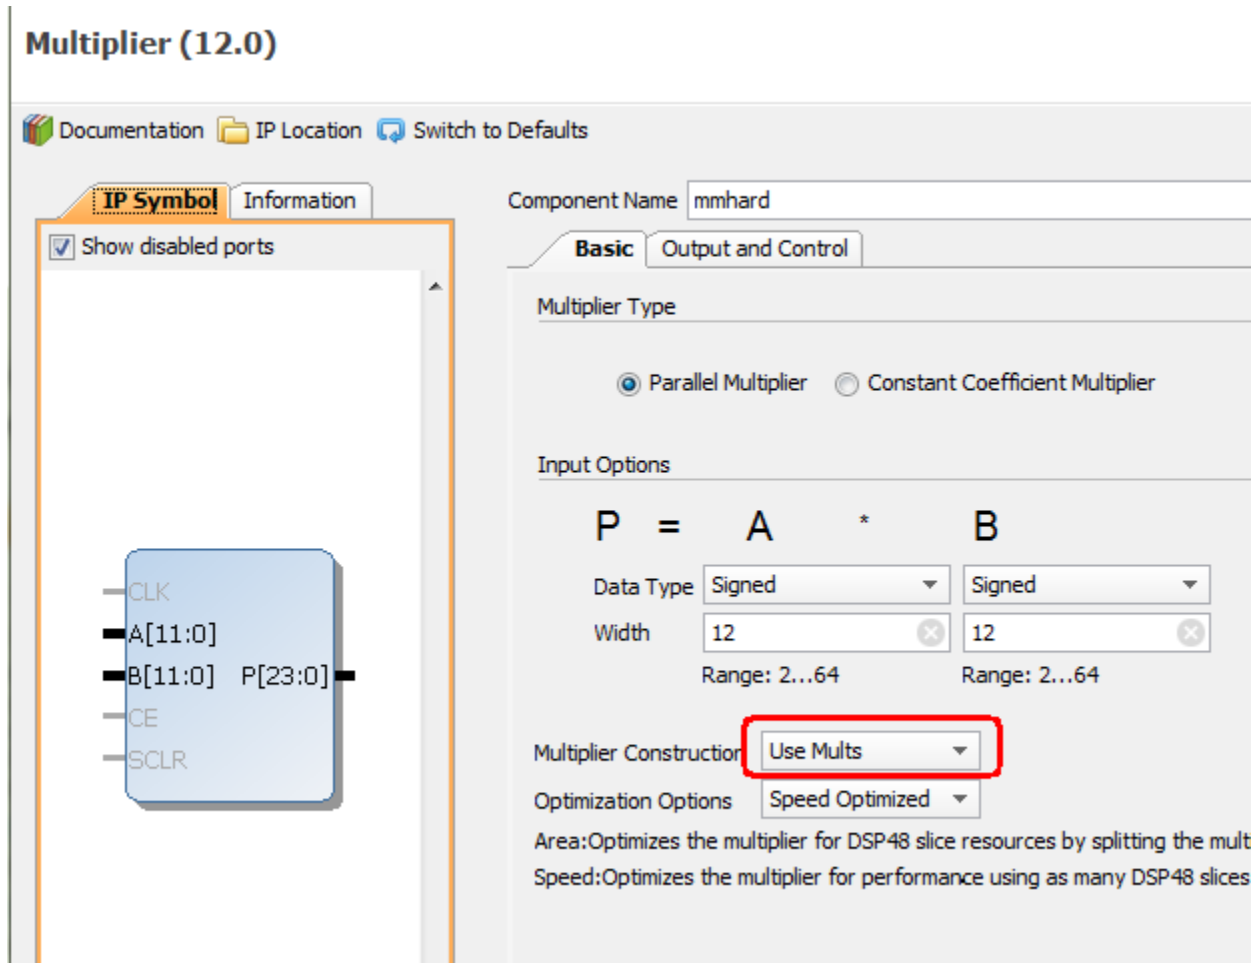 Multiplier (12.0)
Documentation IP Location Switch to Defaults
IP Symbol Information
Show disabled ports
CLK
A[11:0]
B[11:0] P[23:0]
CE
SCLR
Component Name mmhard
Basic Output and Control
Multiplier Type
Parallel Multiplier Constant Coefficient Multiplier
Input Options
P = A * B
Data Type Signed Signed
Width 12 12
Range: 2...64 Range: 2...64
Multiplier Construction Use Mults
Optimization Options Speed Optimized
Area:Optimizes the multiplier for DSP48 slice resources by splitting the mult
Speed:Optimizes the multiplier for performance using as many DSP48 slices